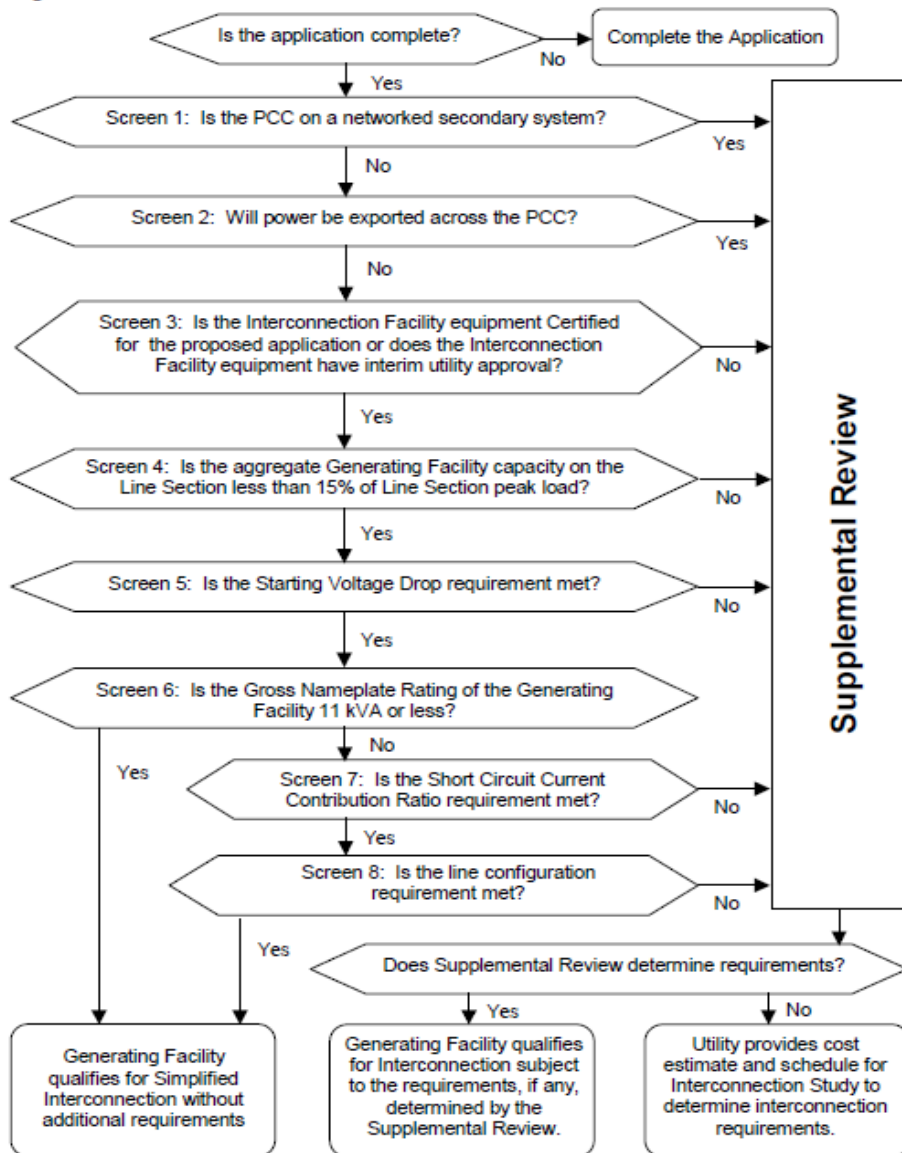 Is the application complete?
No
Complete the Application
Yes
Screen 1: Is the PCC on a networked secondary system?
Yes
No
Screen 2: Will power be exported across the PCC?
Yes
No
Screen 3: Is the Interconnection Facility equipment Certified
for the proposed application or does the Interconnection
Facility equipment have interim utility approval?
No
Yes
Screen 4: Is the aggregate Generating Facility capacity on the
Line Section less than 15% of Line Section peak load?
No
Yes
Screen 5: Is the Starting Voltage Drop requirement met?
No
Yes
Screen 6: Is the Gross Nameplate Rating of the Generating
Facility 11 kVA or less?
Yes
No
Screen 7: Is the Short Circuit Current
Contribution Ratio requirement met?
No
Yes
Screen 8: Is the line configuration
requirement met?
No
Yes
Supplemental Review
Does Supplemental Review determine requirements?
Yes
No
Generating Facility
qualifies for Simplified
Interconnection without
additional requirements
Generating Facility qualifies
for Interconnection subject
to the requirements, if any,
determined by the
Supplemental Review.
Utility provides cost
estimate and schedule for
Interconnection Study to
determine interconnection
requirements.